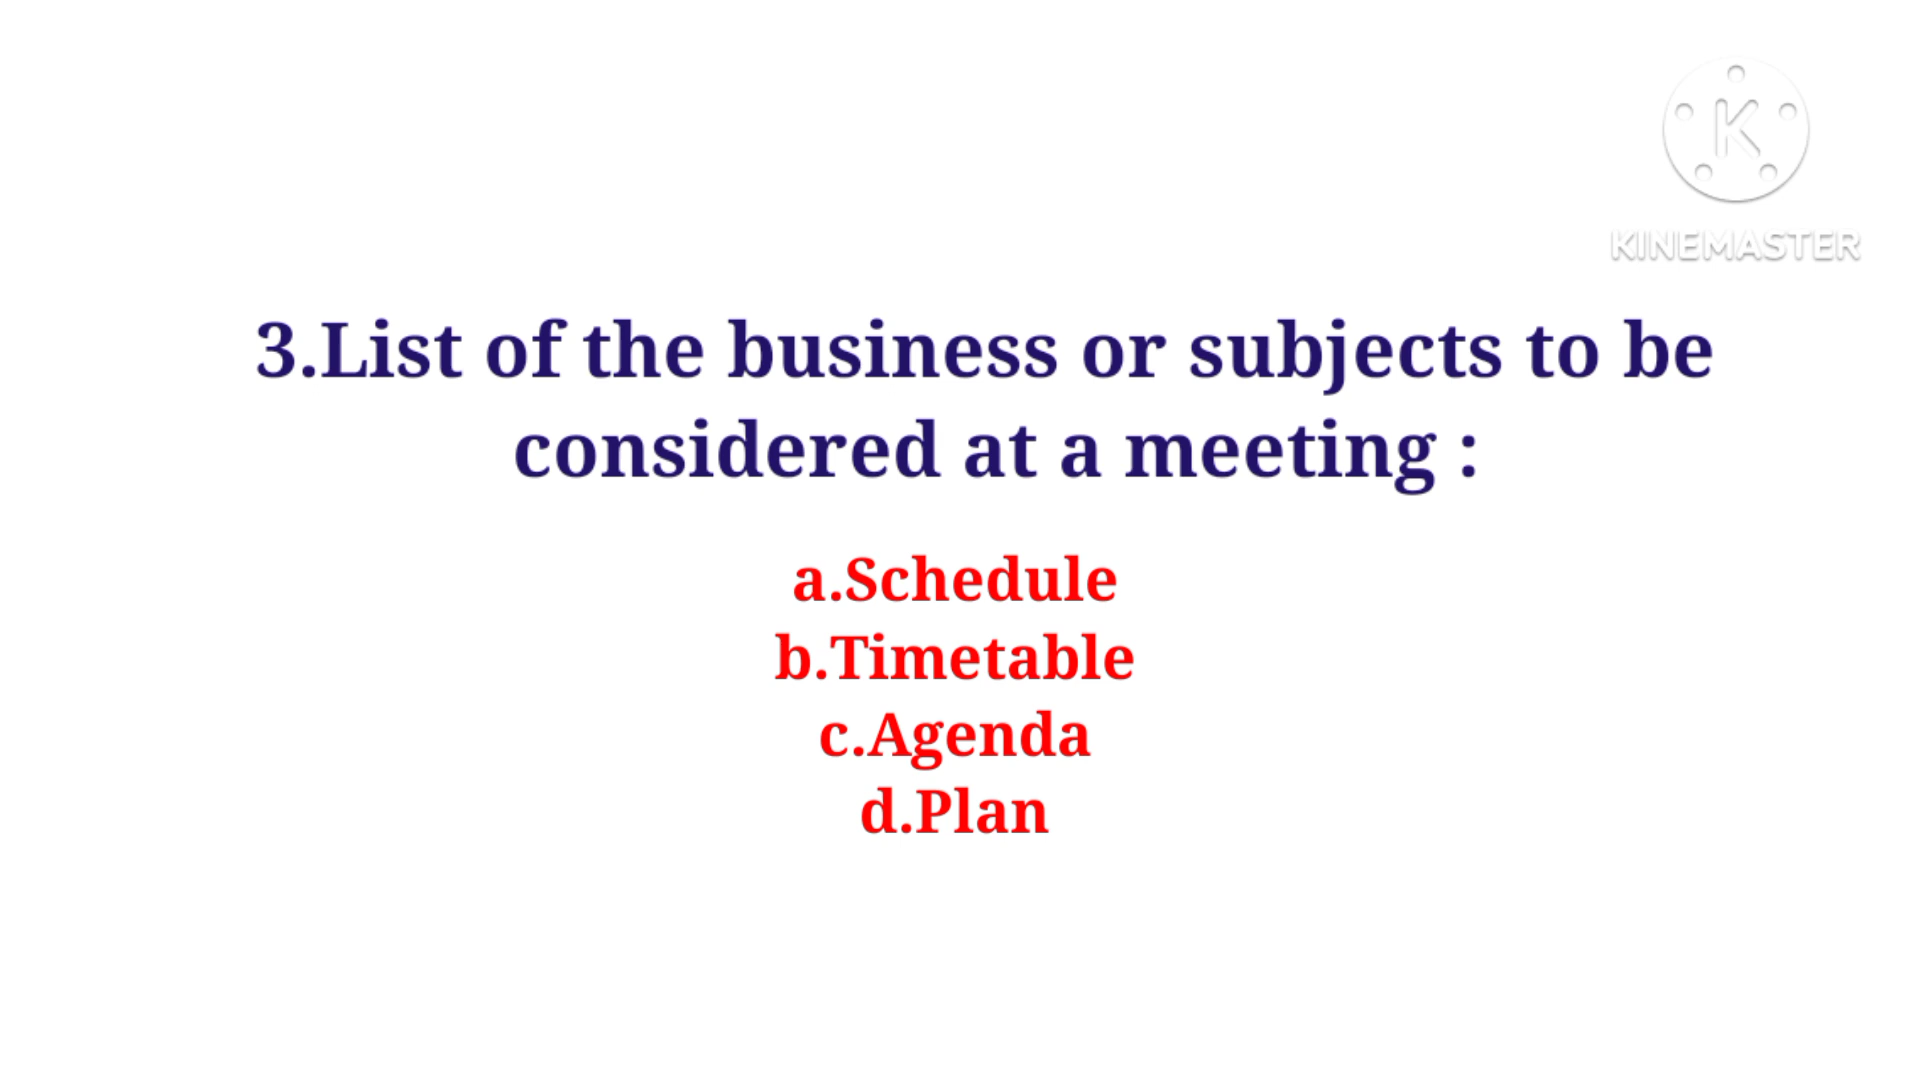 K
KINEMASTER
3.List of the business or subjects to be
considered at a meeting :
a.Schedule
b.Timetable
c.Agenda
d.Plan